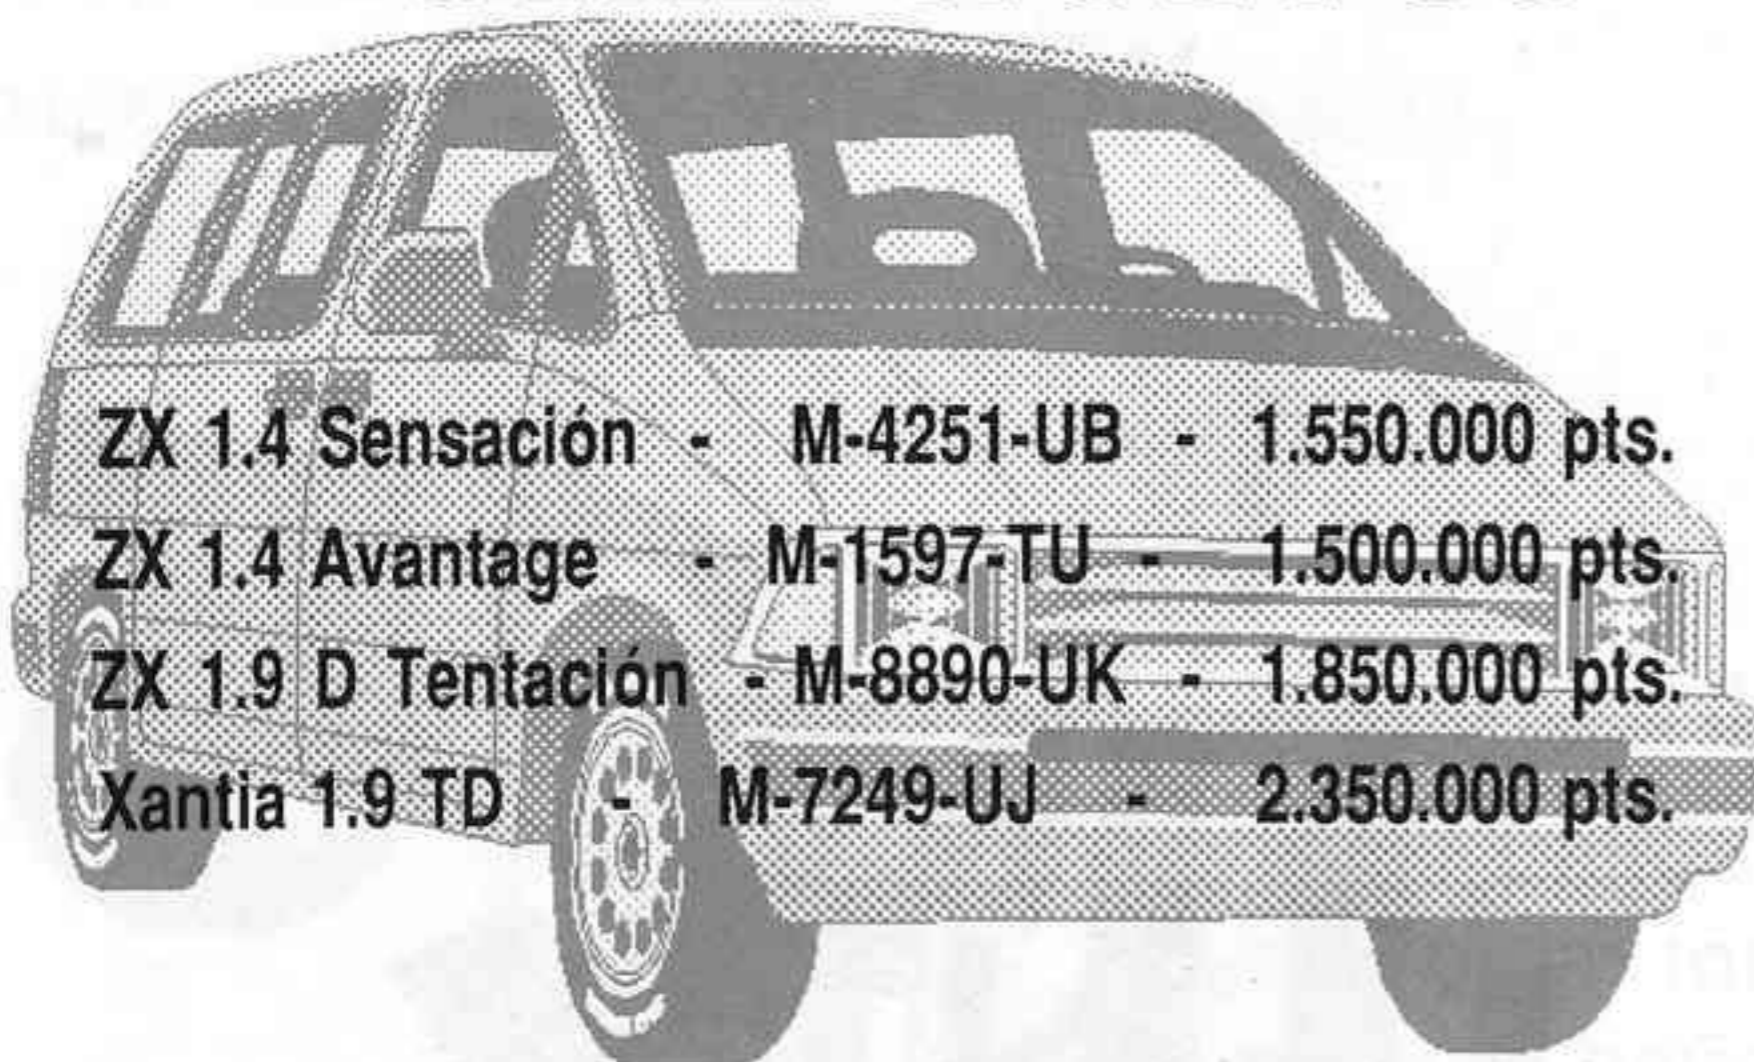 ZX 1.4 Sensación - M-4251-UB - 1.550.000 pts.
ZX 1.4 Avantage - M-1597-TU - 1.500.000 pts.
ZX 1.9 D Tentación - M-8890-UK - 1.850.000 pts.
Xantia 1.9 TD - M-7249-UJ - 2.350.000 pts.